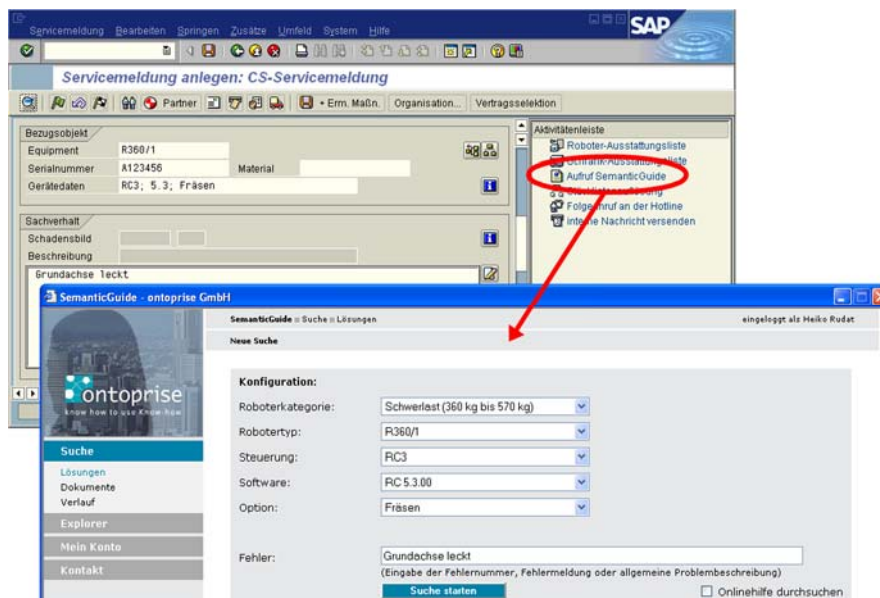 Servicemeldung Bearbeiten Springen Zusätze Umfeld System Hilfe
SAP
Servicemeldung anlegen: CS-Servicemeldung
Partner Erm. Maßn. Organisation... Vertragsselektion
Bezugsobjekt
Equipment R360/1
Serialnummer A123456 Material
Gerätedaten RC3; 5.3; Fräsen
Sachverhalt
Schadensbild
Beschreibung
Grundachse leckt
Aktivitätenleiste
Roboter-Ausstattungsliste
Schrank-Ausstattungsliste
Aufruf SemanticGuide
Stücklistenauflösung
Folgeanruf an der Hotline
interne Nachricht versenden
SemanticGuide - ontoprise GmbH
SemanticGuide :: Suche :: Lösungen eingeloggt als Heiko Rudat
Neue Suche
ontoprise
know how to use Know-how
Suche
Lösungen
Dokumente
Verlauf
Explorer
Mein Konto
Kontakt
Konfiguration:
Roboterkategorie: Schwerlast (360 kg bis 570 kg)
Robotertyp: R360/1
Steuerung: RC3
Software: RC 5.3.00
Option: Fräsen
Fehler: Grundachse leckt
(Eingabe der Fehlernummer, Fehlermeldung oder allgemeine Problembeschreibung)
Suche starten Onlinehilfe durchsuchen